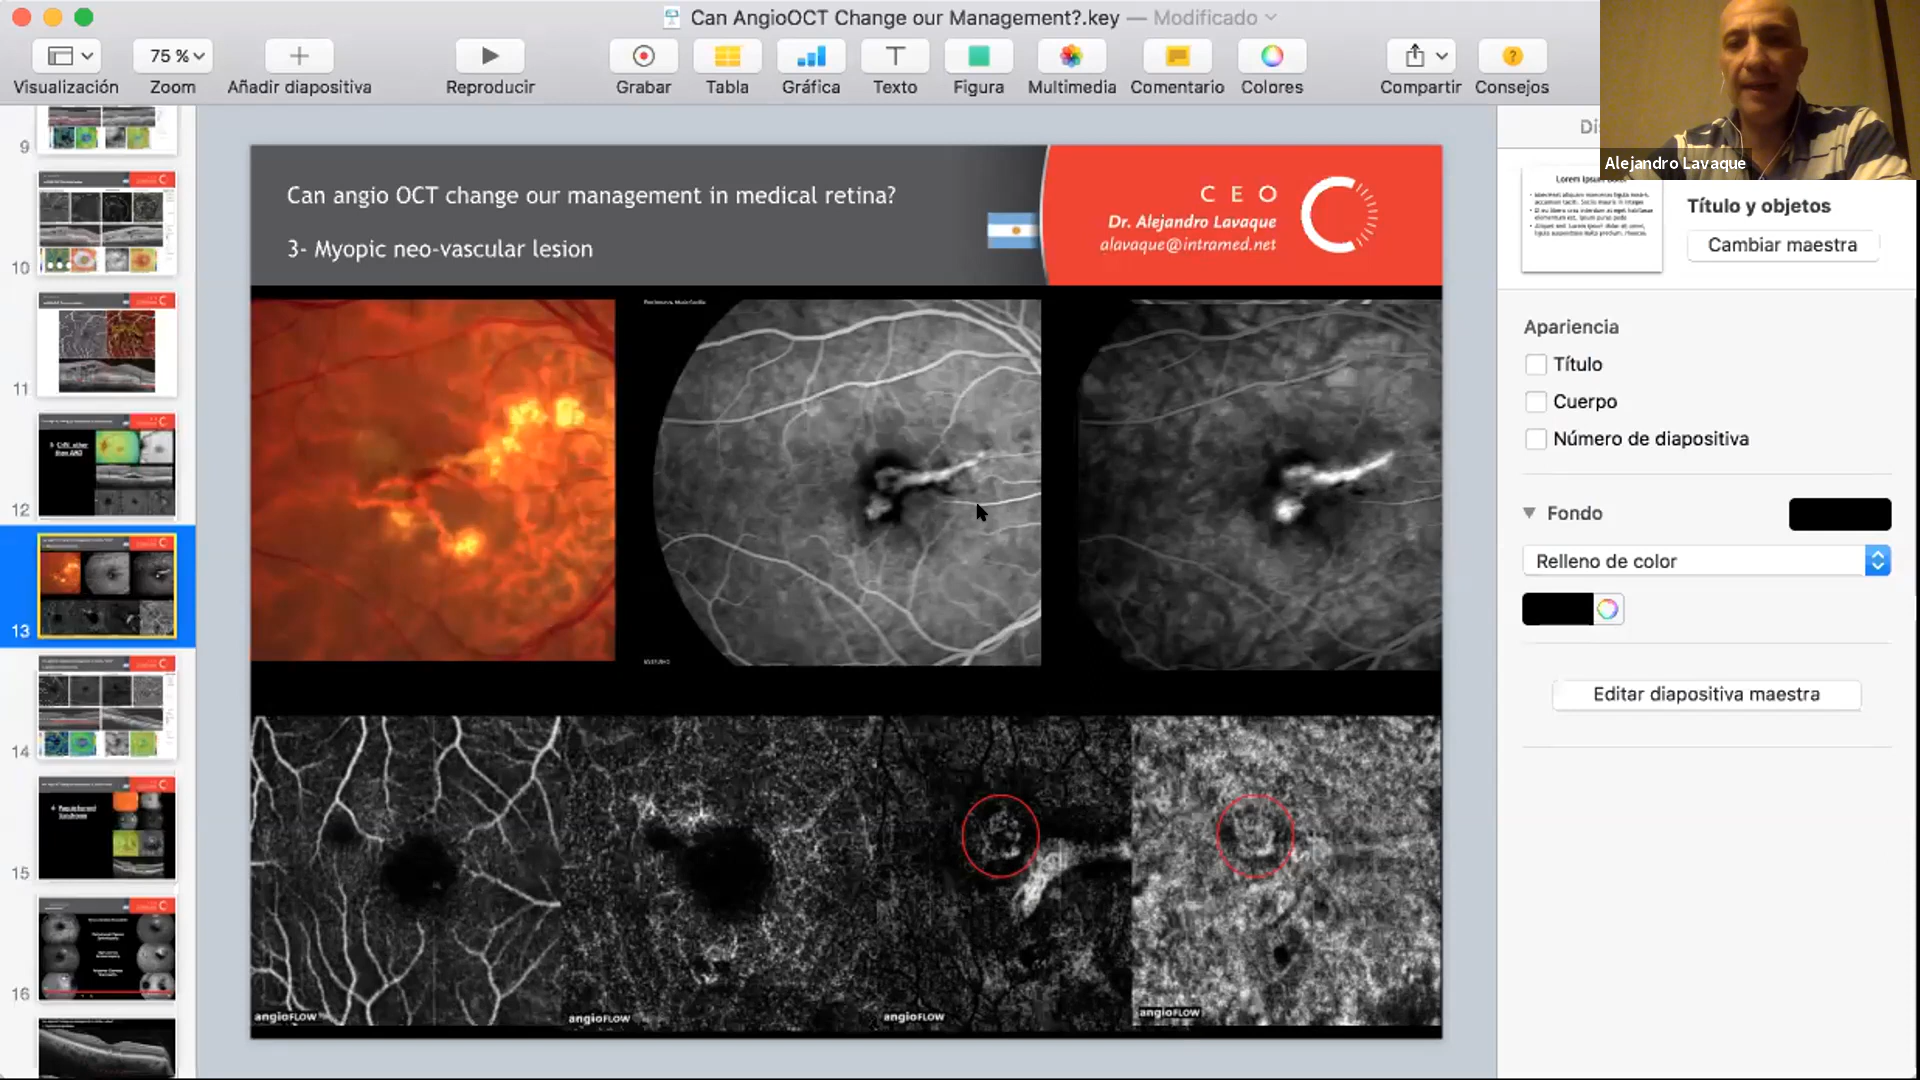 Can AngioOCT Change our Management?.key — Modificado
Visualización
75 %
Zoom
Añadir diapositiva
Reproducir
Grabar
Tabla
Gráfica
Texto
Figura
Multimedia
Comentario
Colores
Compartir
Consejos
Alejandro Lavaque
9
10
11
12
13
14
15
16
Can angio OCT change our management in medical retina?
3- Myopic neo-vascular lesion
CEO
Dr. Alejandro Lavaque
alavaque@intramed.net
angioFLOW
angioFLOW
angioFLOW
angioFLOW
Título y objetos
Cambiar maestra
Apariencia
Título
Cuerpo
Número de diapositiva
Fondo
Relleno de color
Editar diapositiva maestra